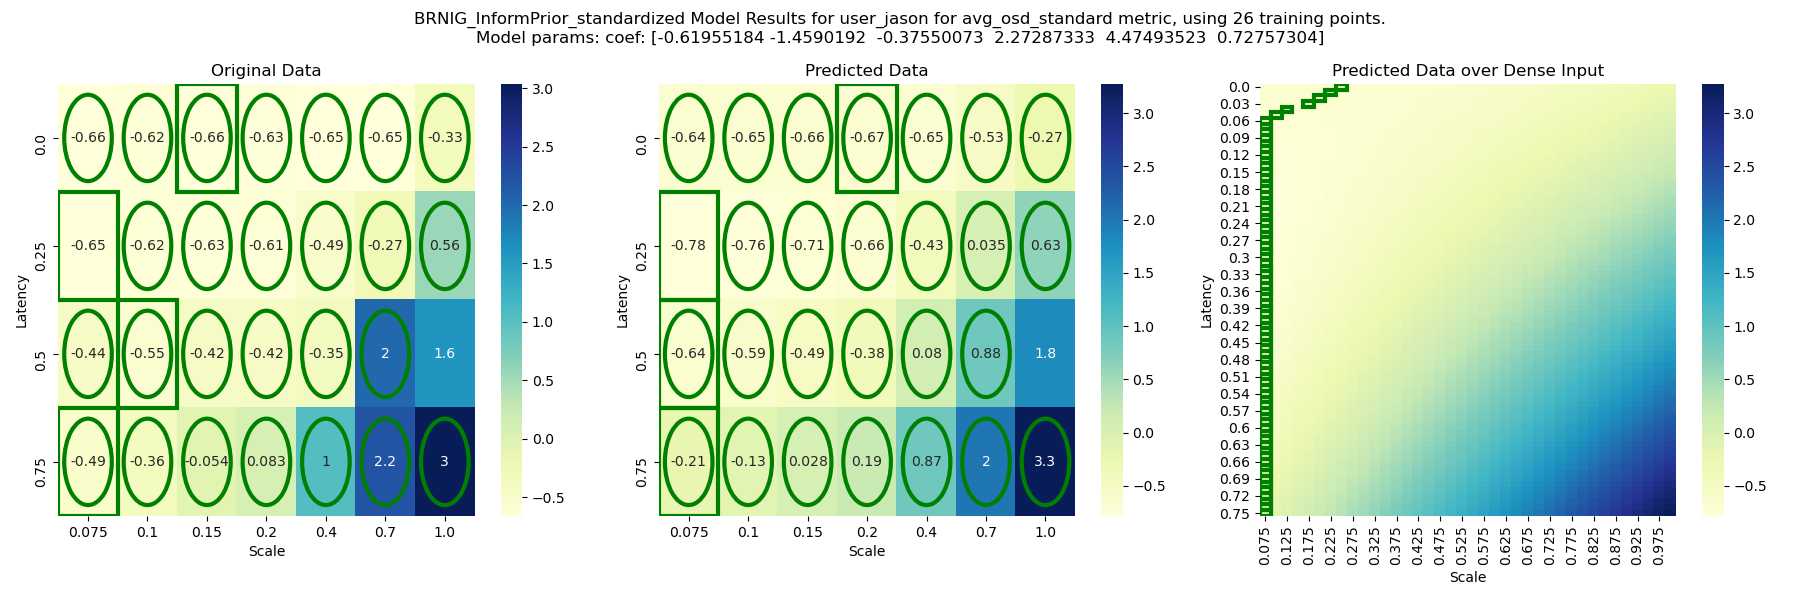 BRNIG_InformPrior_standardized Model Results for user_jason for avg_osd_standard metric, using 26 training points.
Model params: coef: [-0.61955184 -1.4590192  -0.37550073  2.27287333  4.47493523  0.72757304]
Original Data
0.0
0.25
0.5
0.75
Latency
-0.66 -0.62 -0.66 -0.63 -0.65 -0.65 -0.33
-0.65 -0.62 -0.63 -0.61 -0.49 -0.27 0.56
-0.44 -0.55 -0.42 -0.42 -0.35 2 1.6
-0.49 -0.36 -0.054 0.083 1 2.2 3
0.075 0.1 0.15 0.2 0.4 0.7 1.0
Scale
3.0
2.5
2.0
1.5
1.0
0.5
0.0
−0.5
Predicted Data
0.0
0.25
0.5
0.75
Latency
-0.64 -0.65 -0.66 -0.67 -0.65 -0.53 -0.27
-0.78 -0.76 -0.71 -0.66 -0.43 0.035 0.63
-0.64 -0.59 -0.49 -0.38 0.08 0.88 1.8
-0.21 -0.13 0.028 0.19 0.87 2 3.3
0.075 0.1 0.15 0.2 0.4 0.7 1.0
Scale
3.0
2.5
2.0
1.5
1.0
0.5
0.0
−0.5
Predicted Data over Dense Input
0.0
0.03
0.06
0.09
0.12
0.15
0.18
0.21
0.24
0.27
0.3
0.33
0.36
0.39
0.42
0.45
0.48
0.51
0.54
0.57
0.6
0.63
0.66
0.69
0.72
0.75
Latency
0.075 0.125 0.175 0.225 0.275 0.325 0.375 0.425 0.475 0.525 0.575 0.625 0.675 0.725 0.775 0.825 0.875 0.925 0.975
Scale
3.0
2.5
2.0
1.5
1.0
0.5
0.0
−0.5